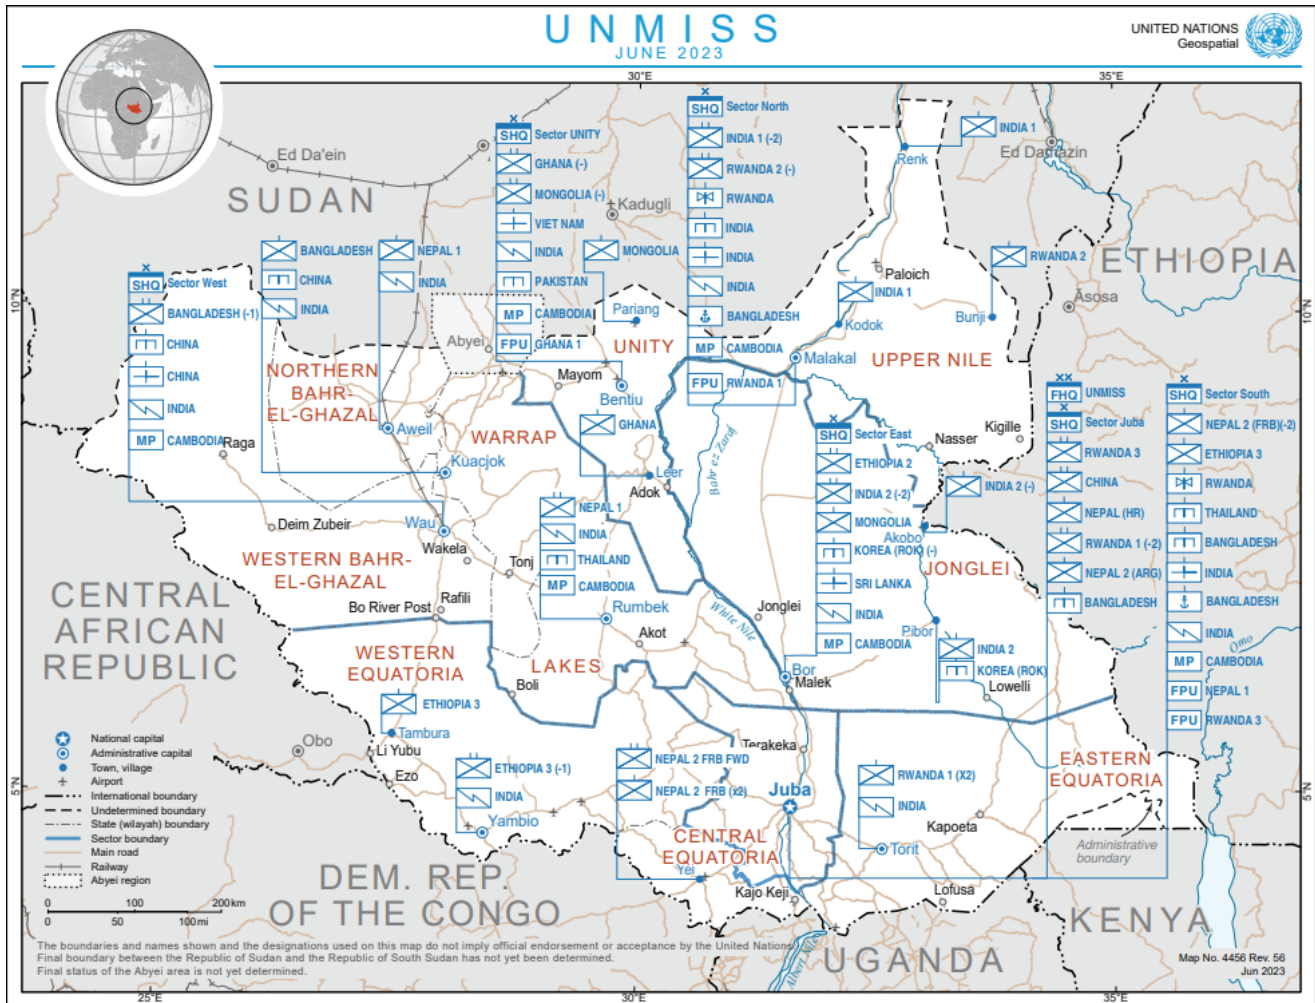 UNMISS
JUNE 2023
UNITED NATIONS
Geospatial
30°E
35°E
SUDAN
Ed Da'ein
Kadugli
Ed Damazin
ETHIOPIA
Āsosa
10°N
10°N
SHQ Sector North
INDIA 1 (-2)
RWANDA 2 (-)
RWANDA
INDIA
INDIA
INDIA
BANGLADESH
MP CAMBODIA
FPU RWANDA 1
SHQ Sector UNITY
GHANA (-)
MONGOLIA (-)
VIET NAM
INDIA
PAKISTAN
MP CAMBODIA
FPU GHANA 1
MONGOLIA
BANGLADESH
CHINA
INDIA
NEPAL 1
INDIA
SHQ Sector West
BANGLADESH (-1)
CHINA
CHINA
INDIA
MP CAMBODIA
INDIA 1
Renk
RWANDA 2
Paloich
INDIA 1
Kodok
Bunji
Malakal
UPPER NILE
Pariang
UNITY
Abyei
Mayom
Bentiu
NORTHERN
BAHR-
EL-GHAZAL
WARRAP
Aweil
Kuacjok
Raga
GHANA
Leer
Adok
Bahr ez Zaraf
Nasser
Kigille
FHQ UNMISS
SHQ Sector Juba
RWANDA 3
CHINA
NEPAL (HR)
RWANDA 1 (-2)
NEPAL 2 (ARG)
BANGLADESH
SHQ Sector South
NEPAL 2 (FRB)(-2)
ETHIOPIA 3
RWANDA
THAILAND
BANGLADESH
INDIA
BANGLADESH
INDIA
MP CAMBODIA
FPU NEPAL 1
FPU RWANDA 3
SHQ Sector East
ETHIOPIA 2
INDIA 2 (-2)
MONGOLIA
KOREA (ROK) (-)
SRI LANKA
INDIA
MP CAMBODIA
INDIA 2 (-)
Akobo
JONGLEI
Deim Zubeir
Wau
Wakela
Tonj
NEPAL 1
INDIA
THAILAND
MP CAMBODIA
Rumbek
WESTERN BAHR-
EL-GHAZAL
Bo River Post
Rafili
CENTRAL
AFRICAN
REPUBLIC
White Nile
Jonglei
Pibor
INDIA 2
KOREA (ROK)
Lowelli
Omo
Akot
LAKES
WESTERN
EQUATORIA
Boli
Bor
Malek
ETHIOPIA 3
Tambura
Li Yubu
Obo
Ezo
Terakeka
EASTERN
EQUATORIA
ETHIOPIA 3 (-1)
INDIA
Yambio
NEPAL 2 FRB FWD
NEPAL 2 FRB (x2)
Juba
RWANDA 1 (X2)
INDIA
Torit
Kapoeta
CENTRAL
EQUATORIA
Yei
Kajo Keji
Lofusa
Administrative
boundary
5°N
5°N
National capital
Administrative capital
Town, village
Airport
International boundary
Undetermined boundary
State (wilayah) boundary
Sector boundary
Main road
Railway
Abyei region
0 100 200 km
0 50 100 mi
DEM. REP.
OF THE CONGO
KENYA
UGANDA
Albert Nile
The boundaries and names shown and the designations used on this map do not imply official endorsement or acceptance by the United Nations.
Final boundary between the Republic of Sudan and the Republic of South Sudan has not yet been determined.
Final status of the Abyei area is not yet determined.
Map No. 4456 Rev. 56
Jun 2023
25°E
30°E
35°E